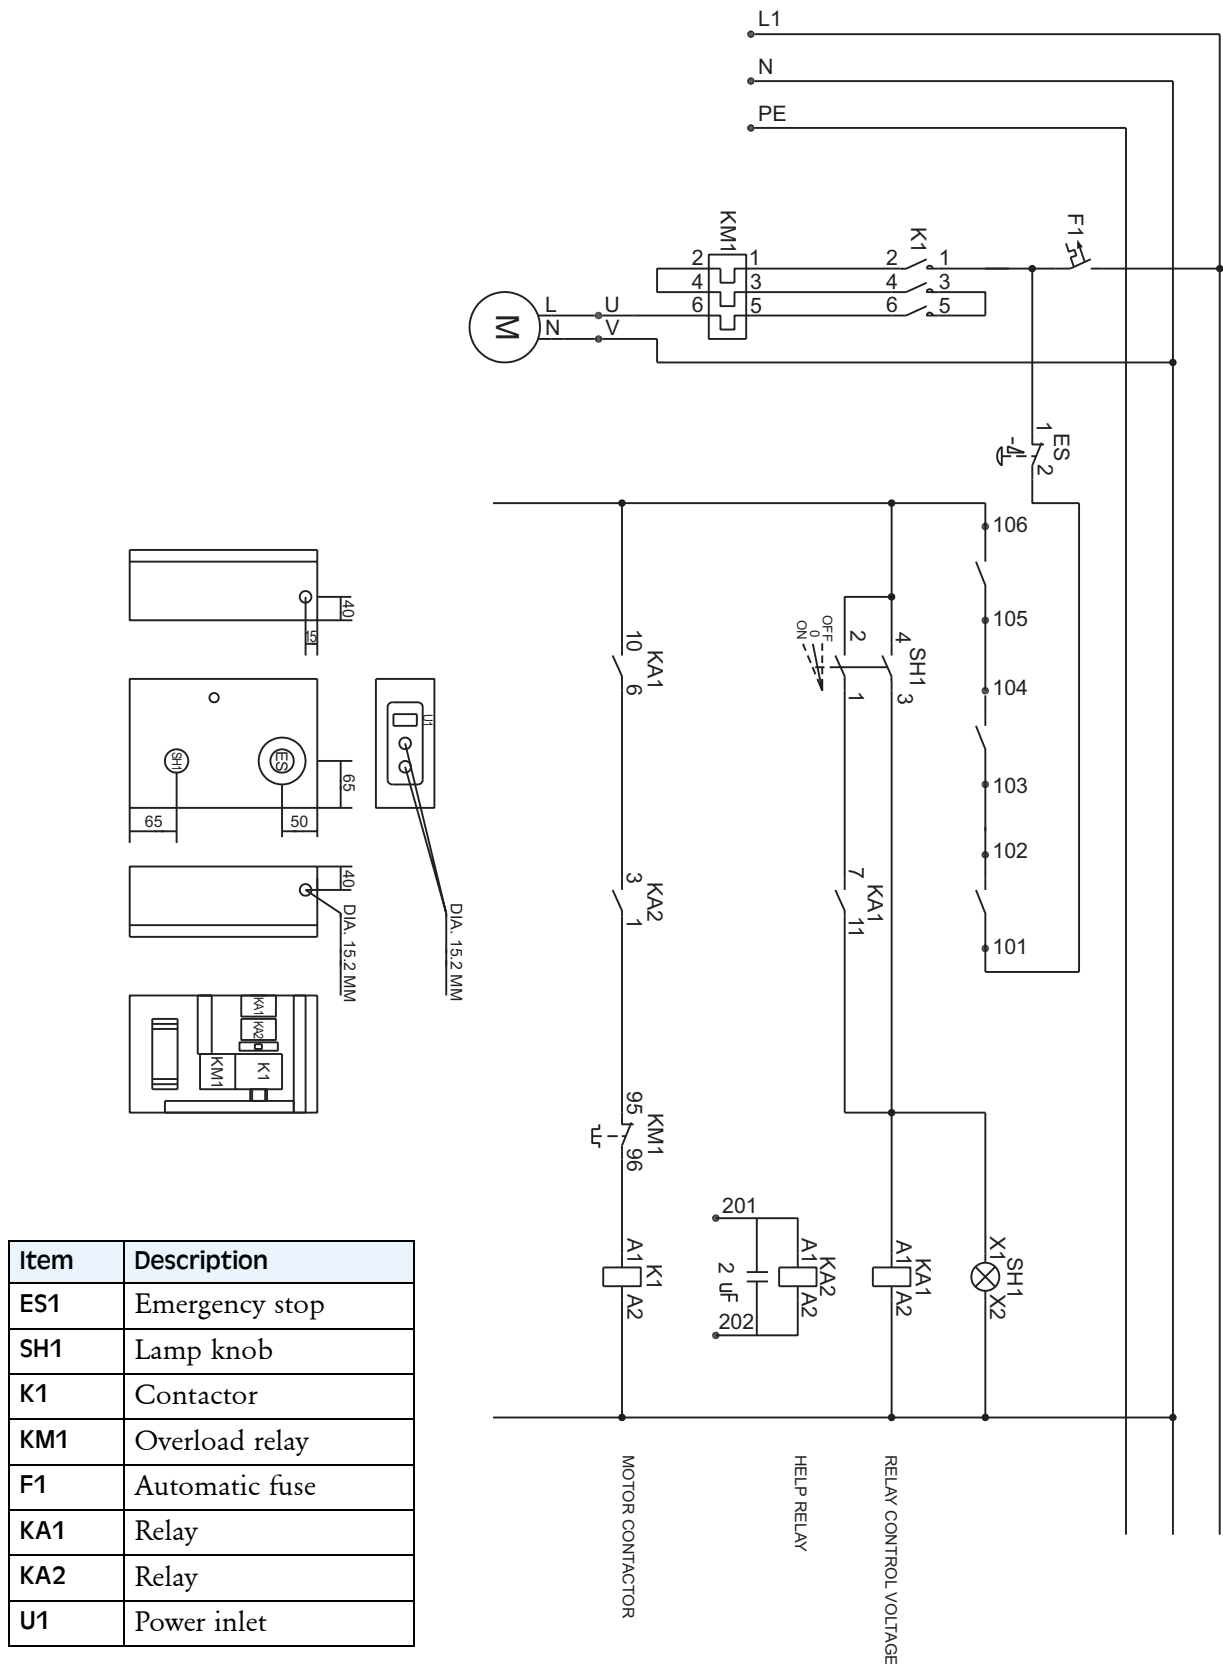 L1
N
PE
F1
K1
KM1
2 1 2 1
4 3 4 3
6 5 6 5
L U
N V
M
1 ES 2
106
105
104
103
102
101
OFF
0
ON
2 1
4 SH1 3
10 KA1 6
7 KA1 11
3 KA2 1
95 KM1 96
201
202
2 uF
A1 K1 A2
A1 KA2 A2
A1 KA1 A2
X1 SH1 X2
MOTOR CONTACTOR
HELP RELAY
RELAY CONTROL VOLTAGE
40
15
SH1
ES
U1
65
65
50
40
DIA. 15.2 MM
DIA. 15.2 MM
KA1
KA2
KM1
K1
Item Description
ES1 Emergency stop
SH1 Lamp knob
K1 Contactor
KM1 Overload relay
F1 Automatic fuse
KA1 Relay
KA2 Relay
U1 Power inlet